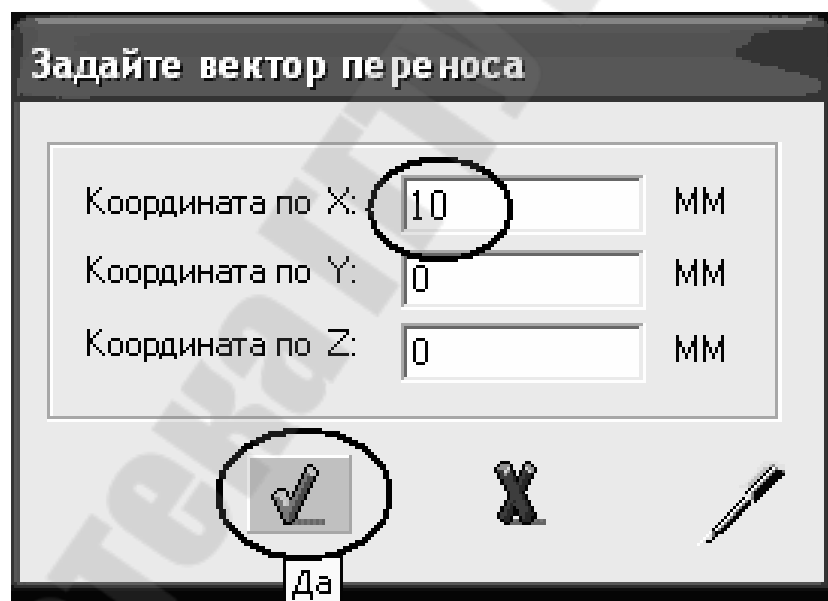 Задайте вектор переноса
Координата по X: 10 мм
Координата по Y: 0 мм
Координата по Z: 0 мм
Да